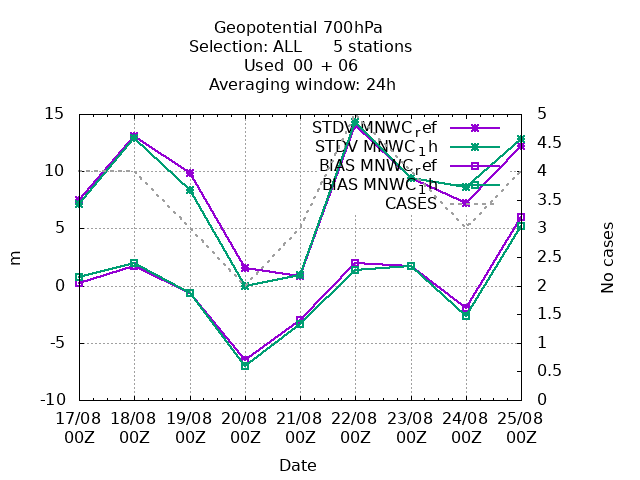 Geopotential 700hPa
Selection: ALL 5 stations
Used 00 + 06
Averaging window: 24h
STDV MNWC_ref
STDV MNWC_1h
BIAS MNWC_ref
BIAS MNWC_1h
CASES
15
10
5
0
-5
-10
m
5
4.5
4
3.5
3
2.5
2
1.5
1
0.5
0
No cases
17/08 18/08 19/08 20/08 21/08 22/08 23/08 24/08 25/08
00Z 00Z 00Z 00Z 00Z 00Z 00Z 00Z 00Z
Date